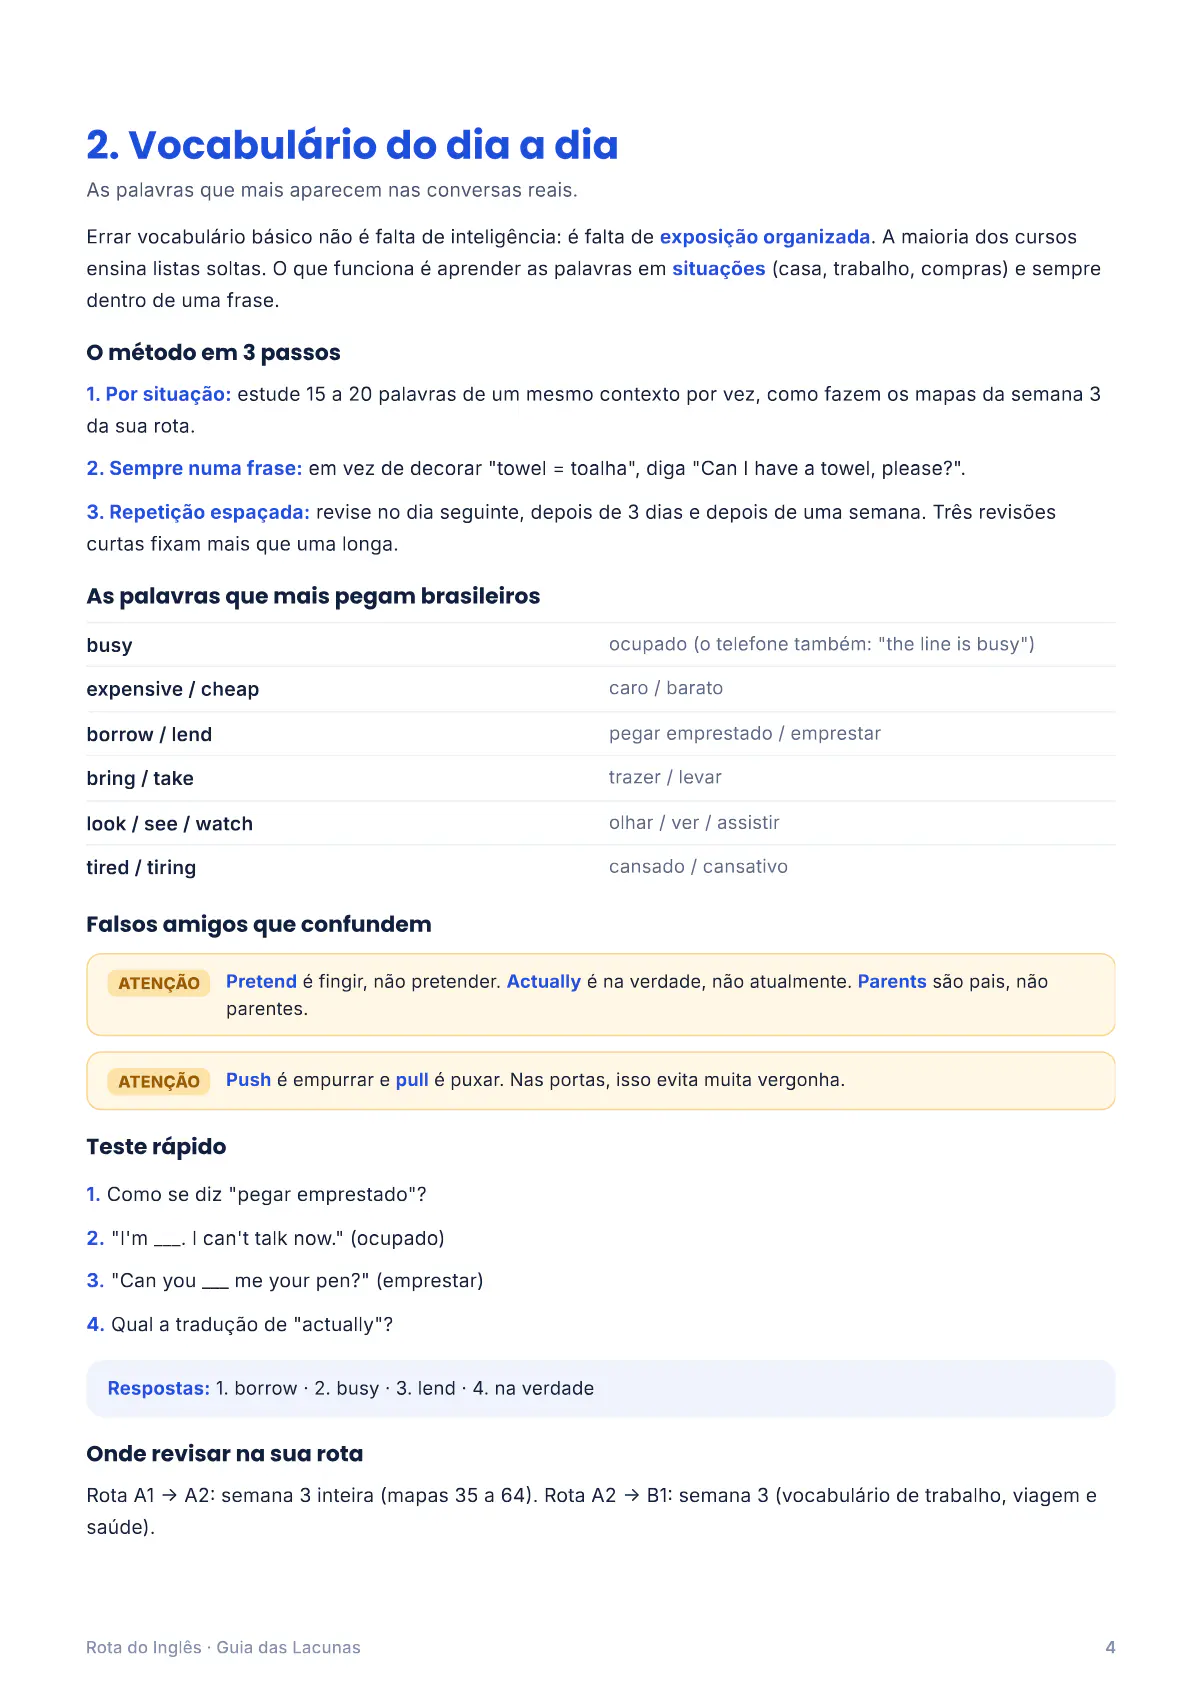 2. Vocabulário do dia a dia
As palavras que mais aparecem nas conversas reais.
Errar vocabulário básico não é falta de inteligência: é falta de exposição organizada. A maioria dos cursos
ensina listas soltas. O que funciona é aprender as palavras em situações (casa, trabalho, compras) e sempre
dentro de uma frase.
O método em 3 passos
1. Por situação: estude 15 a 20 palavras de um mesmo contexto por vez, como fazem os mapas da semana 3
da sua rota.
2. Sempre numa frase: em vez de decorar "towel = toalha", diga "Can I have a towel, please?".
3. Repetição espaçada: revise no dia seguinte, depois de 3 dias e depois de uma semana. Três revisões
curtas fixam mais que uma longa.
As palavras que mais pegam brasileiros
busy ocupado (o telefone também: "the line is busy")
expensive / cheap caro / barato
borrow / lend pegar emprestado / emprestar
bring / take trazer / levar
look / see / watch olhar / ver / assistir
tired / tiring cansado / cansativo
Falsos amigos que confundem
ATENÇÃO Pretend é fingir, não pretender. Actually é na verdade, não atualmente. Parents são pais, não
parentes.
ATENÇÃO Push é empurrar e pull é puxar. Nas portas, isso evita muita vergonha.
Teste rápido
1. Como se diz "pegar emprestado"?
2. "I'm ___. I can't talk now." (ocupado)
3. "Can you ___ me your pen?" (emprestar)
4. Qual a tradução de "actually"?
Respostas: 1. borrow · 2. busy · 3. lend · 4. na verdade
Onde revisar na sua rota
Rota A1 → A2: semana 3 inteira (mapas 35 a 64). Rota A2 → B1: semana 3 (vocabulário de trabalho, viagem e
saúde).
Rota do Inglês · Guia das Lacunas 4